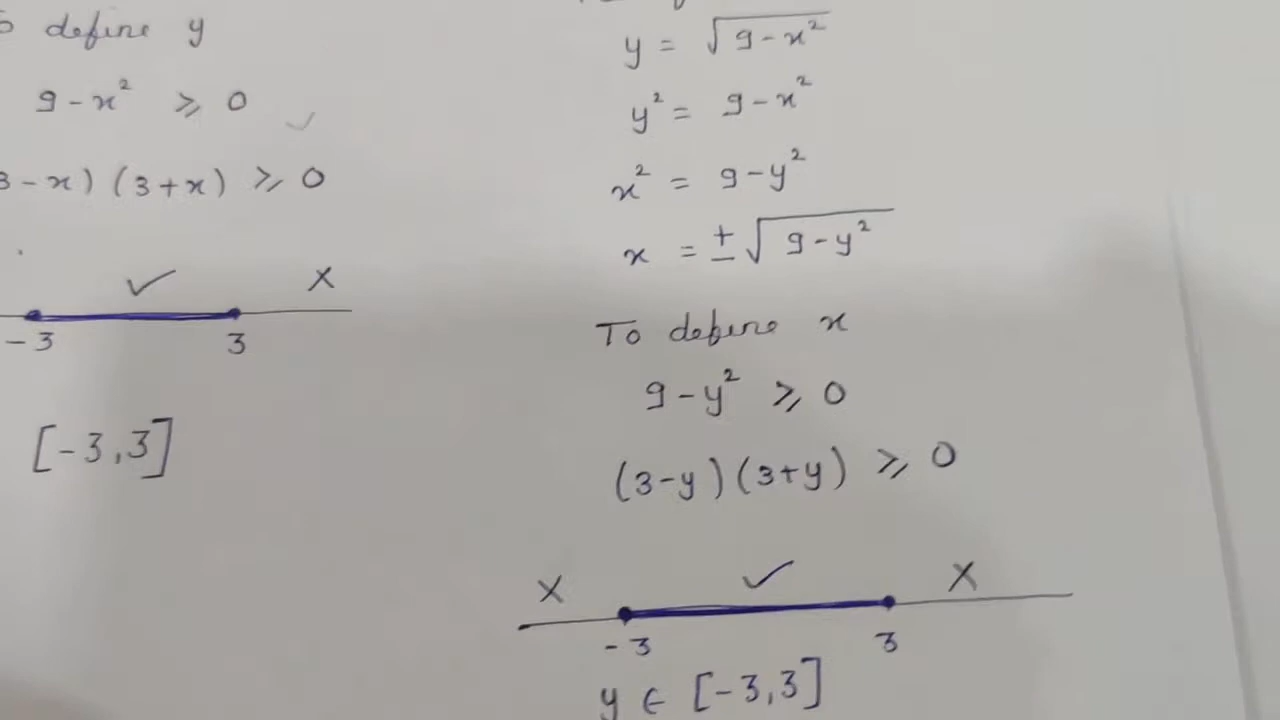 define y
9 - x² ≥ 0
3 - x) (3 + x) ≥ 0
✓ X
-3 3
[-3, 3]
y = √9 - x²
y² = 9 - x²
x² = 9 - y²
x = ± √9 - y²
To define x
9 - y² ≥ 0
(3 - y) (3 + y) ≥ 0
X ✓ X
-3 3
y ∈ [-3, 3]